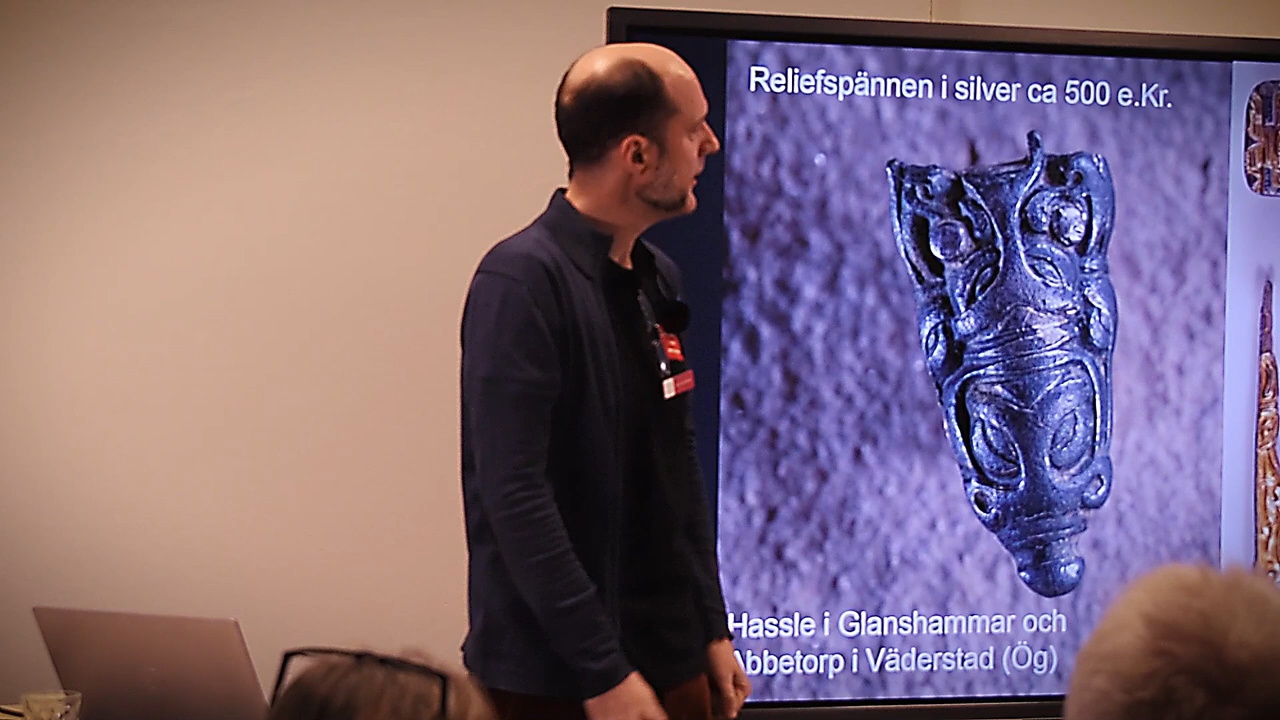 Reliefspännen i silver ca 500 e.Kr.
Hassle i Glanshammar och
Abbetorp i Väderstad (Ög)